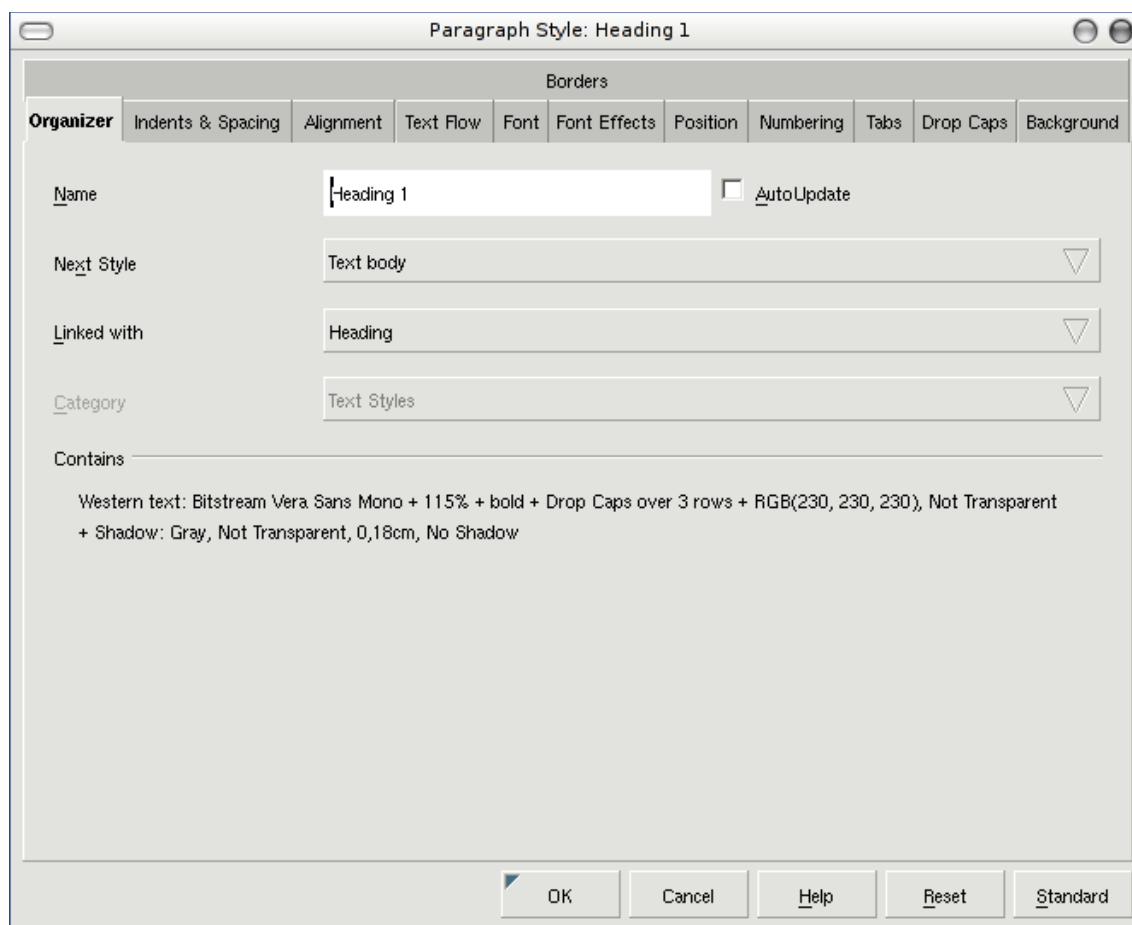 Paragraph Style: Heading 1
Borders
Organizer Indents & Spacing Alignment Text Flow Font Font Effects Position Numbering Tabs Drop Caps Background
Name Heading 1 AutoUpdate
Next Style Text body
Linked with Heading
Category Text Styles
Contains
Western text: Bitstream Vera Sans Mono + 115% + bold + Drop Caps over 3 rows + RGB(230, 230, 230), Not Transparent
+ Shadow: Gray, Not Transparent, 0,18cm, No Shadow
OK Cancel Help Reset Standard